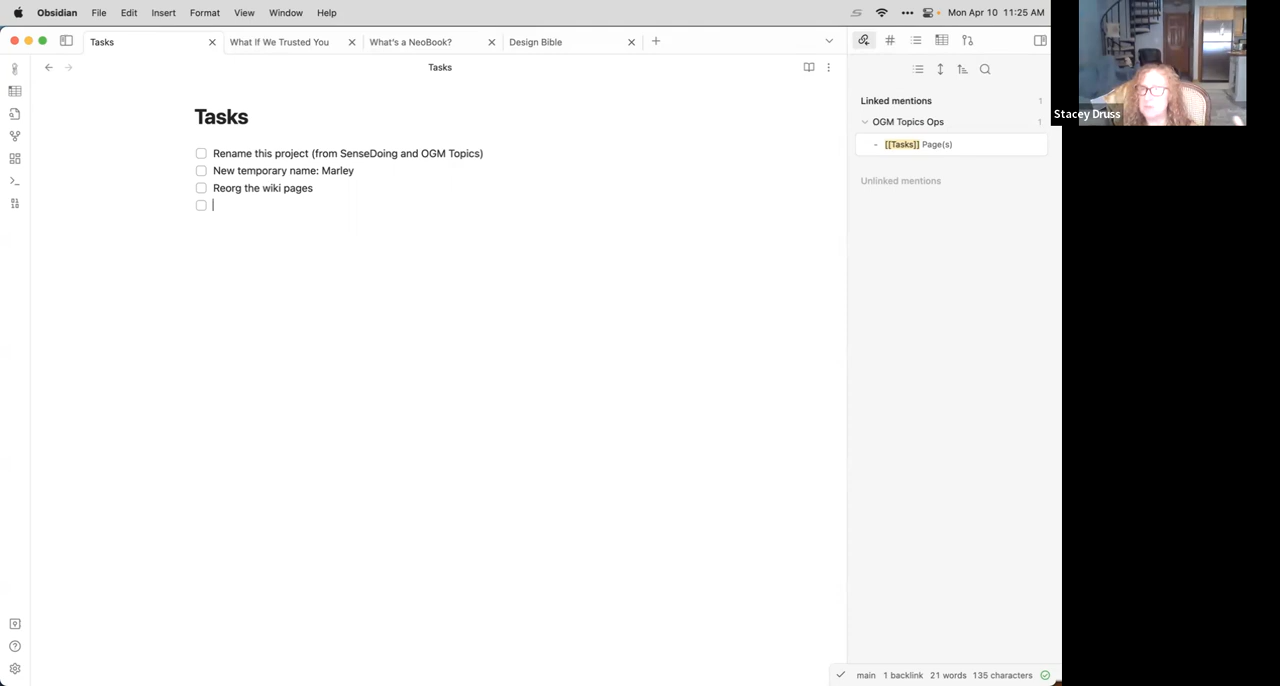 Obsidian File Edit Insert Format View Window Help Mon Apr 10 11:25 AM
Tasks What If We Trusted You What's a NeoBook? Design Bible
Tasks
Tasks
Rename this project (from SenseDoing and OGM Topics)
New temporary name: Marley
Reorg the wiki pages
Linked mentions 1
OGM Topics Ops 1
- [[Tasks]] Page(s)
Unlinked mentions
main 1 backlink 21 words 135 characters
Stacey Druss